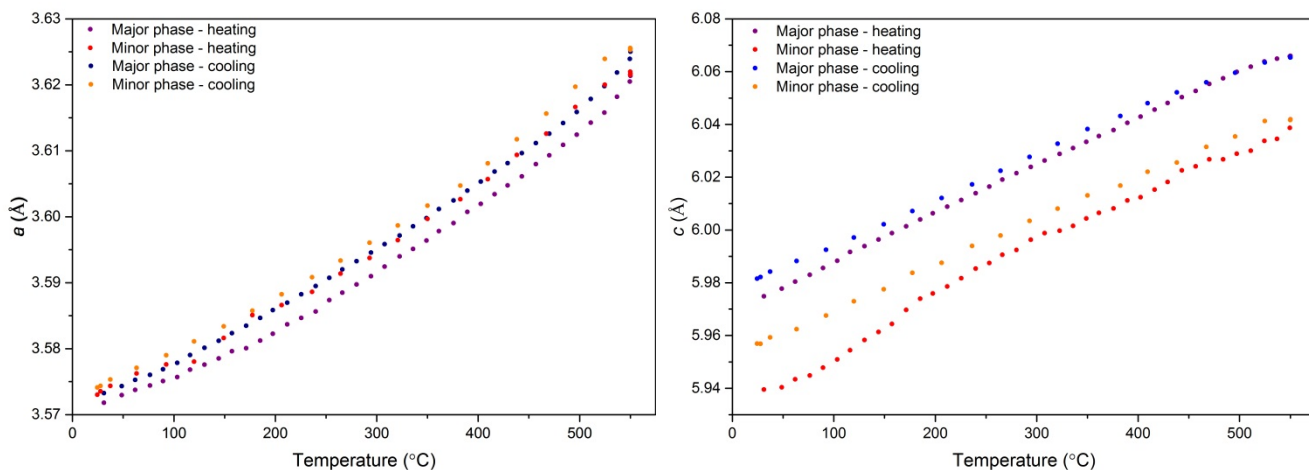 3.63
3.62
3.61
3.60
3.59
3.58
3.57
a (Å)
Major phase - heating
Minor phase - heating
Major phase - cooling
Minor phase - cooling
0
100
200
300
400
500
Temperature (°C)
6.08
6.06
6.04
6.02
6.00
5.98
5.96
5.94
c (Å)
Major phase - heating
Minor phase - heating
Major phase - cooling
Minor phase - cooling
0
100
200
300
400
500
Temperature (°C)